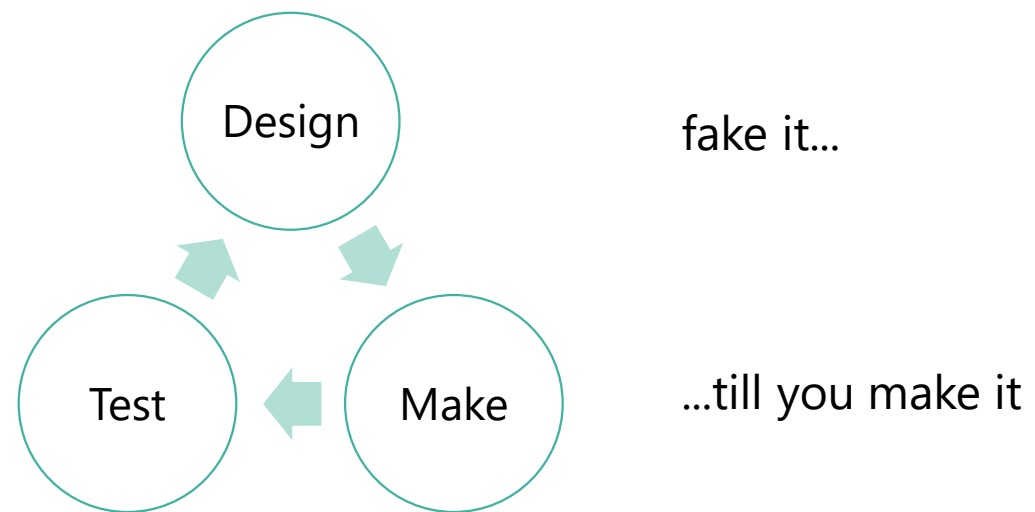 Design
fake it...
Test
Make
...till you make it